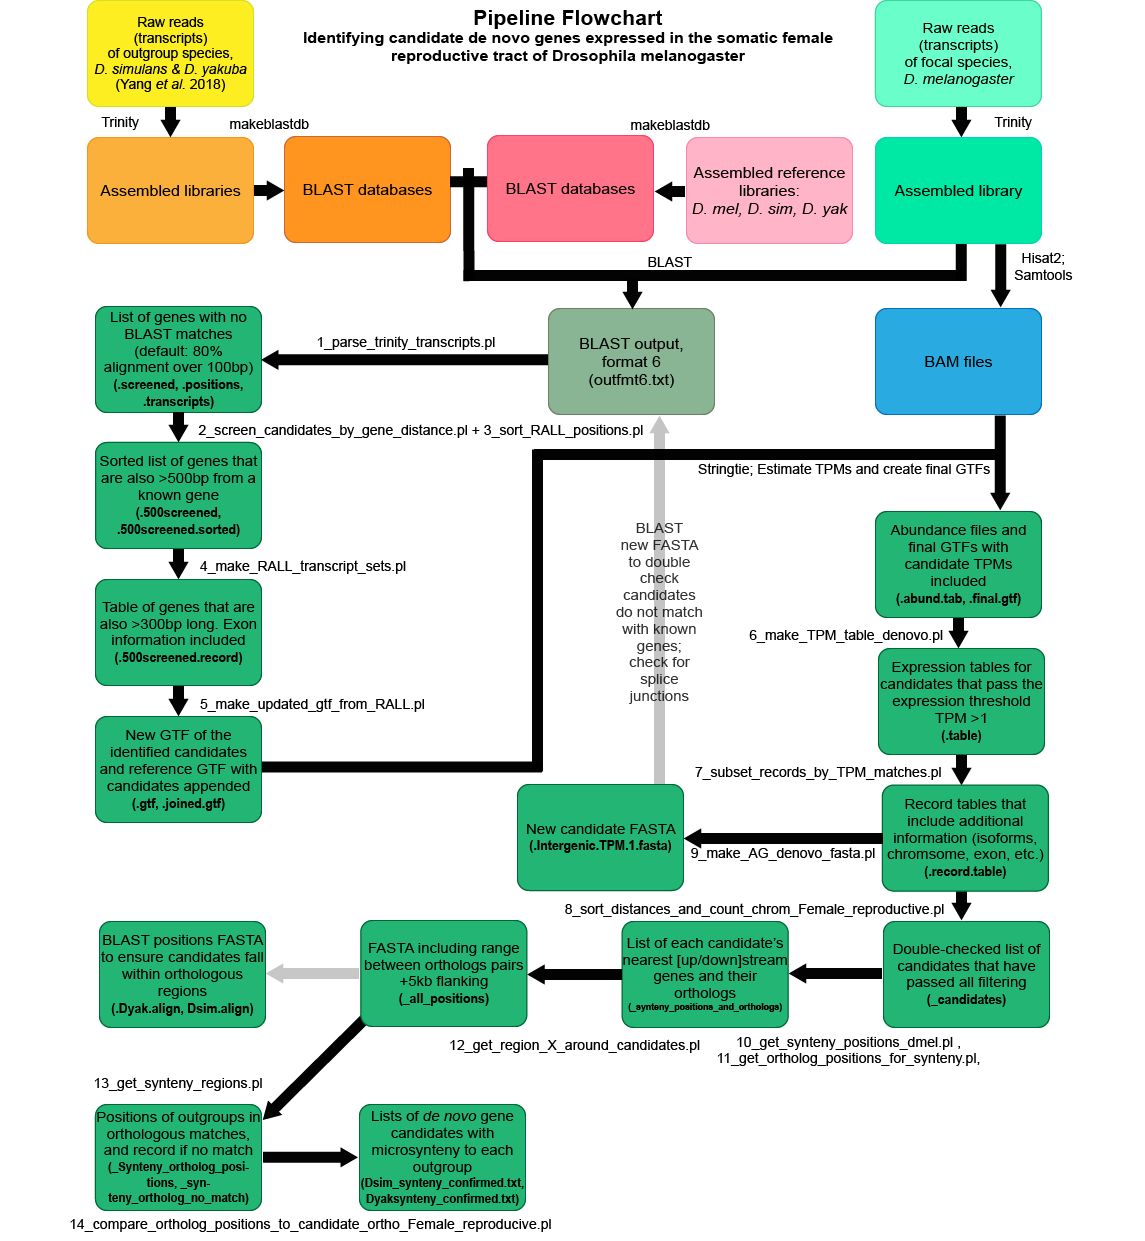 Pipeline Flowchart
Identifying candidate de novo genes expressed in the somatic female
reproductive tract of Drosophila melanogaster
Raw reads
(transcripts)
of outgroup species,
D. simulans & D. yakuba
(Yang et al. 2018)
Raw reads
(transcripts)
of focal species,
D. melanogaster
Trinity
makeblastdb
makeblastdb
Trinity
Assembled libraries
BLAST databases
BLAST databases
Assembled reference
libraries:
D. mel, D. sim, D. yak
Assembled library
BLAST
Hisat2;
Samtools
List of genes with no
BLAST matches
(default: 80%
alignment over 100bp)
(.screened, .positions,
.transcripts)
1_parse_trinity_transcripts.pl
BLAST output,
format 6
(outfmt6.txt)
BAM files
2_screen_candidates_by_gene_distance.pl + 3_sort_RALL_positions.pl
Sorted list of genes that
are also >500bp from a
known gene
(.500screened,
.500screened.sorted)
Stringtie; Estimate TPMs and create final GTFs
4_make_RALL_transcript_sets.pl
Table of genes that are
also >300bp long. Exon
information included
(.500screened.record)
5_make_updated_gtf_from_RALL.pl
New GTF of the
identified candidates
and reference GTF with
candidates appended
(.gtf, .joined.gtf)
BLAST
new FASTA
to double
check
candidates
do not match
with known
genes;
check for
splice
junctions
Abundance files and
final GTFs with
candidate TPMs
included
(.abund.tab, .final.gtf)
6_make_TPM_table_denovo.pl
Expression tables for
candidates that pass the
expression threshold
TPM >1
(.table)
7_subset_records_by_TPM_matches.pl
New candidate FASTA
(.Intergenic.TPM.1.fasta)
9_make_AG_denovo_fasta.pl
Record tables that
include additional
information (isoforms,
chromsome, exon, etc.)
(.record.table)
8_sort_distances_and_count_chrom_Female_reproductive.pl
BLAST positions FASTA
to ensure candidates fall
within orthologous
regions
(.Dyak.align, Dsim.align)
FASTA including range
between orthologs pairs
+5kb flanking
(_all_positions)
List of each candidate's
nearest [up/down]stream
genes and their
orthologs
(_synteny_positions_and_orthologs)
Double-checked list of
candidates that have
passed all filtering
(_candidates)
12_get_region_X_around_candidates.pl
10_get_synteny_positions_dmel.pl ,
11_get_ortholog_positions_for_synteny.pl,
13_get_synteny_regions.pl
Positions of outgroups in
orthologous matches,
and record if no match
(_Synteny_ortholog_posi-
tions, _syn-
teny_ortholog_no_match)
Lists of de novo gene
candidates with
microsynteny to each
outgroup
(Dsim_synteny_confirmed.txt,
Dyaksynteny_confirmed.txt)
14_compare_ortholog_positions_to_candidate_ortho_Female_reproducive.pl